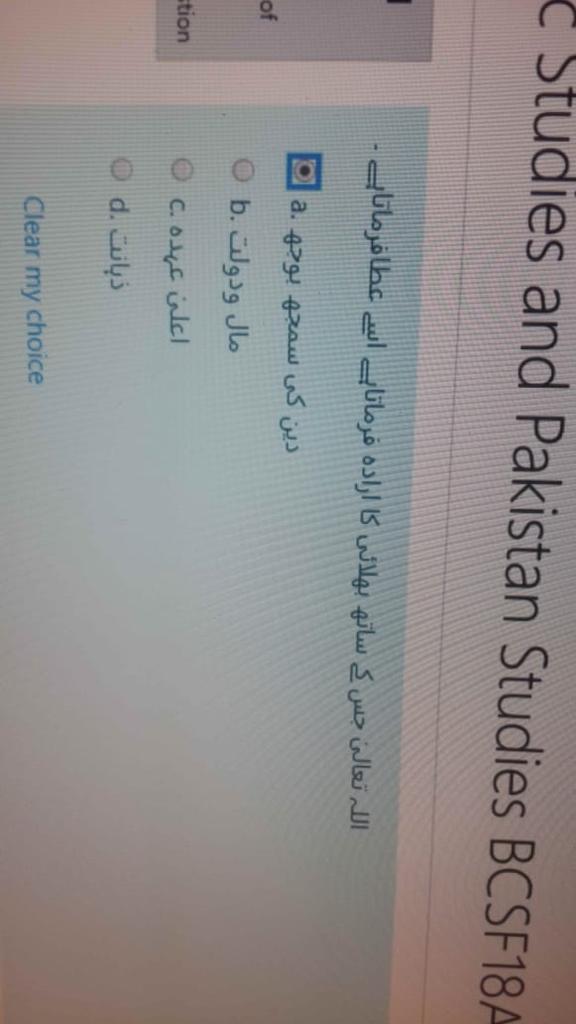 c Studies and Pakistan Studies BCSF18A
اللہ تعالیٰ جس کے ساتھ بھلائی کا ارادہ فرماتاہے اسے عطافرماتاہے ۔
a. دین کی سمجھ بوجھ
of
b. مال ودولت
stion
c. اعلیٰ عہدہ
d. ذہانت
Clear my choice